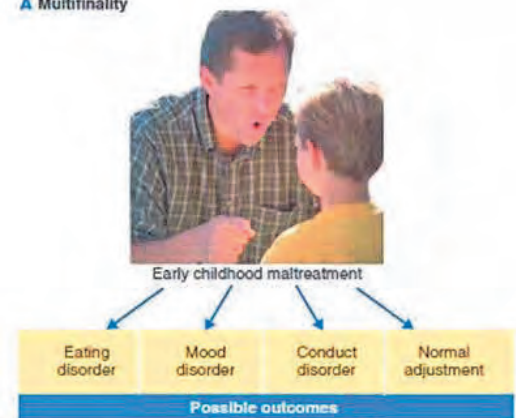 A Multifinality
Early childhood maltreatment
Eating
disorder
Mood
disorder
Conduct
disorder
Normal
adjustment
Possible outcomes